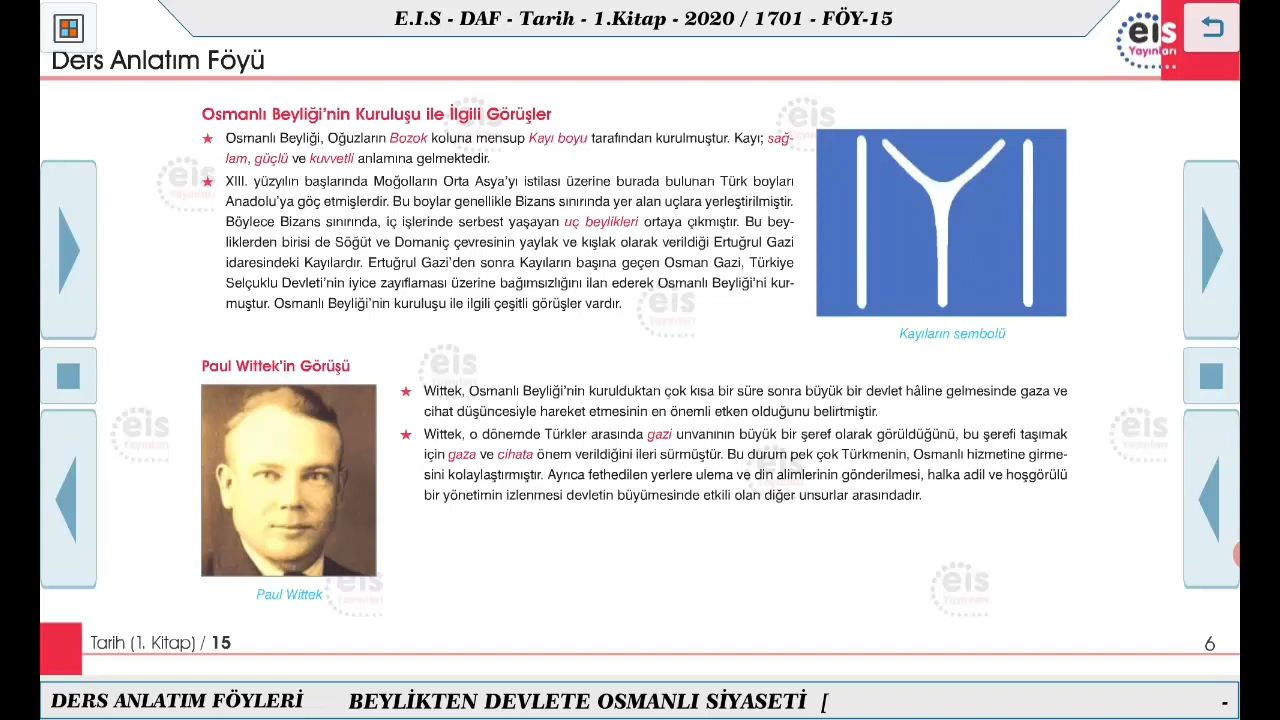 E.I.S - DAF - Tarih - 1.Kitap - 2020 / 1701 - FÖY-15
eis
Yayınları
Ders Anlatım Föyü
Osmanlı Beyliği’nin Kuruluşu ile İlgili Görüşler
★ Osmanlı Beyliği, Oğuzların Bozok koluna mensup Kayı boyu tarafından kurulmuştur. Kayı; sağ-
lam, güçlü ve kuvvetli anlamına gelmektedir.
★ XIII. yüzyılın başlarında Moğolların Orta Asya’yı istilası üzerine burada bulunan Türk boyları
Anadolu’ya göç etmişlerdir. Bu boylar genellikle Bizans sınırında yer alan uçlara yerleştirilmiştir.
Böylece Bizans sınırında, iç işlerinde serbest yaşayan uç beylikleri ortaya çıkmıştır. Bu bey-
liklerden birisi de Söğüt ve Domaniç çevresinin yaylak ve kışlak olarak verildiği Ertuğrul Gazi
idaresindeki Kayılardır. Ertuğrul Gazi’den sonra Kayıların başına geçen Osman Gazi, Türkiye
Selçuklu Devleti’nin iyice zayıflaması üzerine bağımsızlığını ilan ederek Osmanlı Beyliği’ni kur-
muştur. Osmanlı Beyliği’nin kuruluşu ile ilgili çeşitli görüşler vardır.
Kayıların sembolü
Paul Wittek’in Görüşü
★ Wittek, Osmanlı Beyliği’nin kurulduktan çok kısa bir süre sonra büyük bir devlet hâline gelmesinde gaza ve
cihat düşüncesiyle hareket etmesinin en önemli etken olduğunu belirtmiştir.
★ Wittek, o dönemde Türkler arasında gazi unvanının büyük bir şeref olarak görüldüğünü, bu şerefi taşımak
için gaza ve cihata önem verildiğini ileri sürmüştür. Bu durum pek çok Türkmenin, Osmanlı hizmetine girme-
sini kolaylaştırmıştır. Ayrıca fethedilen yerlere ulema ve din alimlerinin gönderilmesi, halka adil ve hoşgörülü
bir yönetimin izlenmesi devletin büyümesinde etkili olan diğer unsurlar arasındadır.
Paul Wittek
Tarih (1. Kitap) / 15
6
DERS ANLATIM FÖYLERİ BEYLİKTEN DEVLETE OSMANLI SİYASETİ [ -